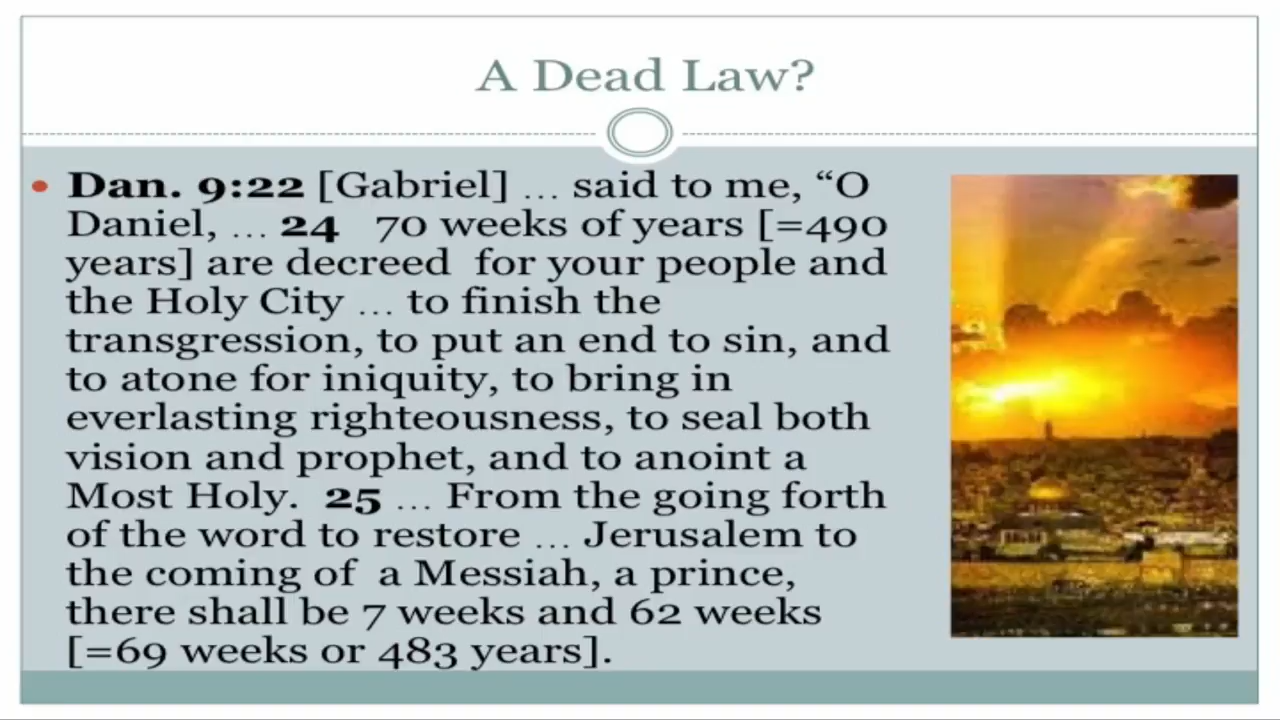 A Dead Law?
• Dan. 9:22 [Gabriel] … said to me, “O
Daniel, … 24 70 weeks of years [=490
years] are decreed for your people and
the Holy City … to finish the
transgression, to put an end to sin, and
to atone for iniquity, to bring in
everlasting righteousness, to seal both
vision and prophet, and to anoint a
Most Holy. 25 … From the going forth
of the word to restore … Jerusalem to
the coming of a Messiah, a prince,
there shall be 7 weeks and 62 weeks
[=69 weeks or 483 years].